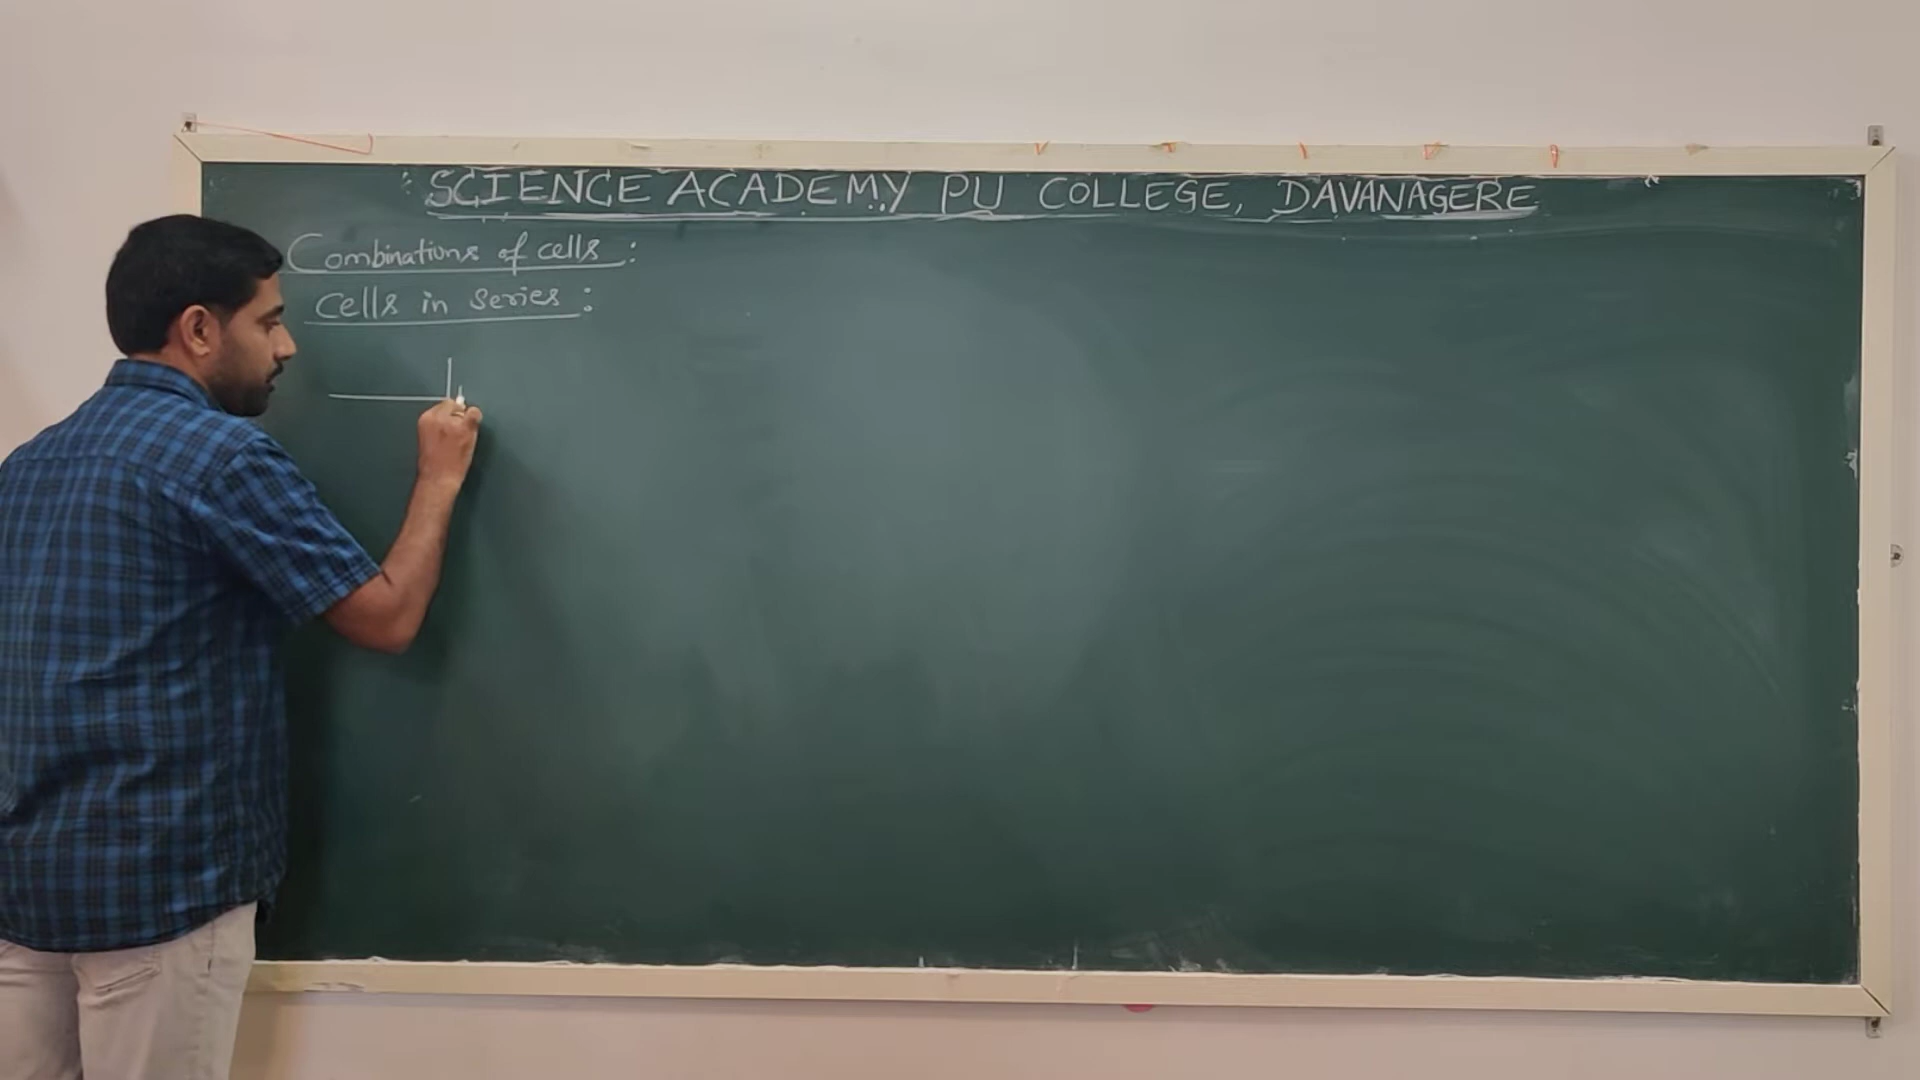 SCIENCE ACADEMY PU COLLEGE, DAVANAGERE
Combinations of cells :
Cells in series :